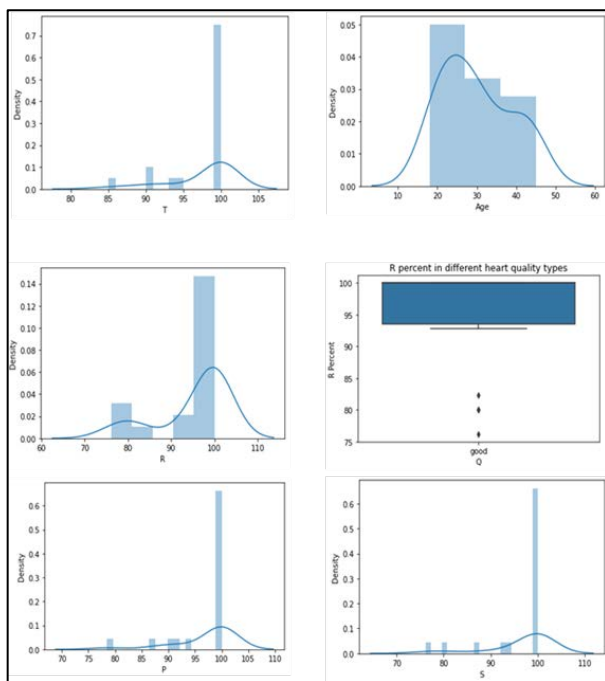 Density
0.7
0.6
0.5
0.4
0.3
0.2
0.1
0.0
80 85 90 95 100 105
T
Density
0.05
0.04
0.03
0.02
0.01
0.00
10 20 30 40 50 60
Age
Density
0.14
0.12
0.10
0.08
0.06
0.04
0.02
0.00
60 70 80 90 100 110
R
R percent in different heart quality types
R Percent
100
95
90
85
80
75
good
Q
Density
0.6
0.5
0.4
0.3
0.2
0.1
0.0
70 75 80 85 90 95 100 105 110
P
Density
0.6
0.5
0.4
0.3
0.2
0.1
0.0
70 80 90 100 110
S